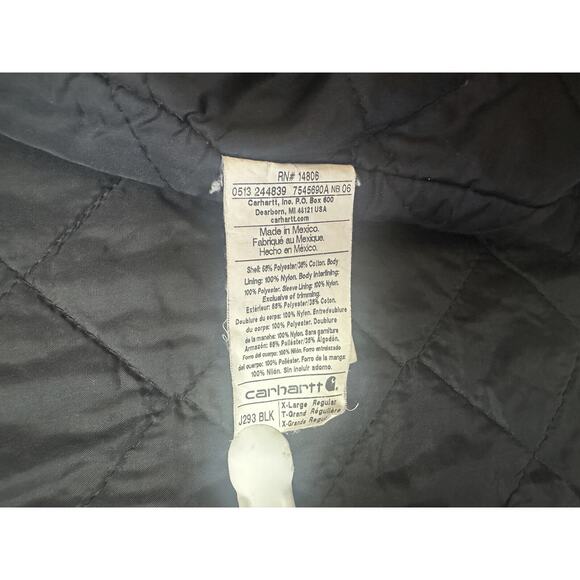 RN# 14806
0513 244839 7545690A NB 06
Carhartt, Inc. P.O. Box 600
Dearborn, MI 48121 USA
carhartt.com
Made in Mexico.
Fabriqué au Mexique.
Hecho en México.
Shell: 65% Polyester/35% Cotton. Body
Lining: 100% Nylon. Body Interlining:
100% Polyester. Sleeve Lining: 100% Nylon.
Exclusive of trimming.
Extérieur: 65% Polyester/35% Coton.
Doublure du corps: 100% Nylon. Entredoublure
du corps: 100% Polyester. Doublure
de la manche: 100% Nylon. Sans garniture
Armazón: 65% Poliéster/35% Algodón.
Forro del cuerpo: 100% Nilón. Forro entrelazado
del cuerpo: 100% Poliéster. Forro de la manga:
100% Nilón. Sin incluir adorno.
carhartt
J293 BLK
X-Large Regular
T-Grand Régulière
X-Grande Regular